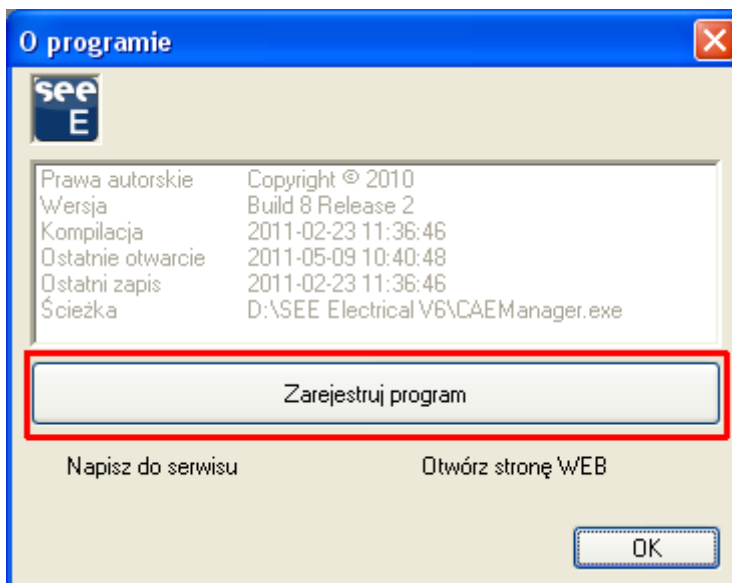 O programie
see
E
Prawa autorskie Copyright © 2010
Wersja Build 8 Release 2
Kompilacja 2011-02-23 11:36:46
Ostatnie otwarcie 2011-05-09 10:40:48
Ostatni zapis 2011-02-23 11:36:46
Ścieżka D:\SEE Electrical V6\CAEManager.exe
Zarejestruj program
Napisz do serwisu Otwórz stronę WEB
OK